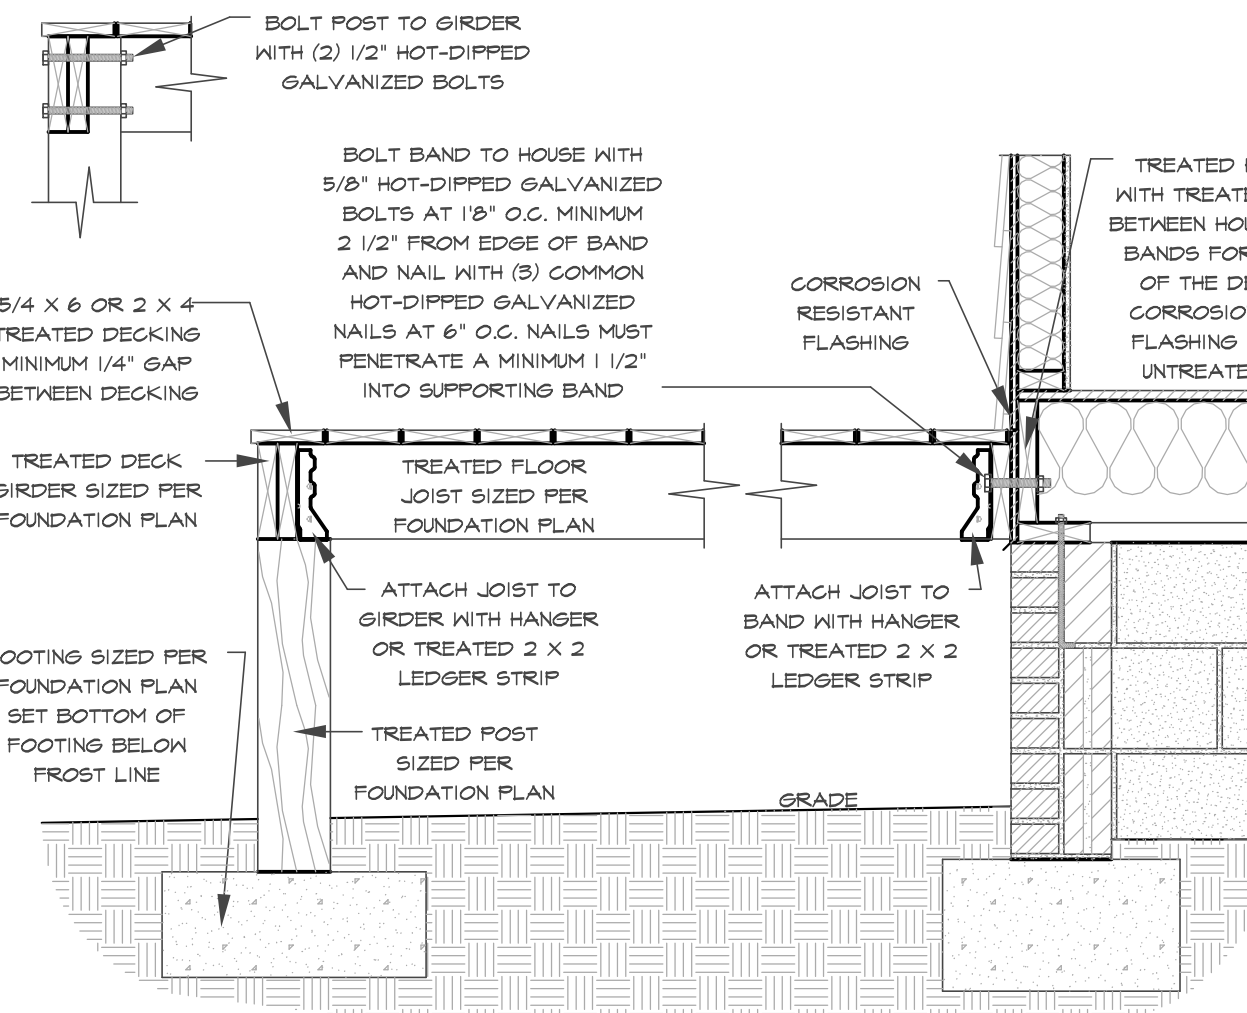 BOLT POST TO GIRDER
WITH (2) 1/2" HOT-DIPPED
GALVANIZED BOLTS
BOLT BAND TO HOUSE WITH
5/8" HOT-DIPPED GALVANIZED
BOLTS AT 1'8" O.C. MINIMUM
2 1/2" FROM EDGE OF BAND
AND NAIL WITH (3) COMMON
HOT-DIPPED GALVANIZED
NAILS AT 6" O.C. NAILS MUST
PENETRATE A MINIMUM 1 1/2"
INTO SUPPORTING BAND
TREATED
WITH
BETWEEN
BANDS FOR
OF THE
FLASHING
CORROSION
RESISTANT
FLASHING
5/4 X 6 OR 2 X 4
TREATED DECKING
MINIMUM 1/4" GAP
BETWEEN DECKING
TREATED DECK
GIRDER SIZED PER
FOUNDATION PLAN
TREATED FLOOR
JOIST SIZED PER
FOUNDATION PLAN
ATTACH JOIST TO
GIRDER WITH HANGER
OR TREATED 2 X 2
LEDGER STRIP
ATTACH JOIST TO
BAND WITH HANGER
OR TREATED 2 X 2
LEDGER STRIP
FOOTING SIZED PER
FOUNDATION PLAN
SET BOTTOM OF
FOOTING BELOW
FROST LINE
TREATED POST
SIZED PER
FOUNDATION PLAN
GRADE